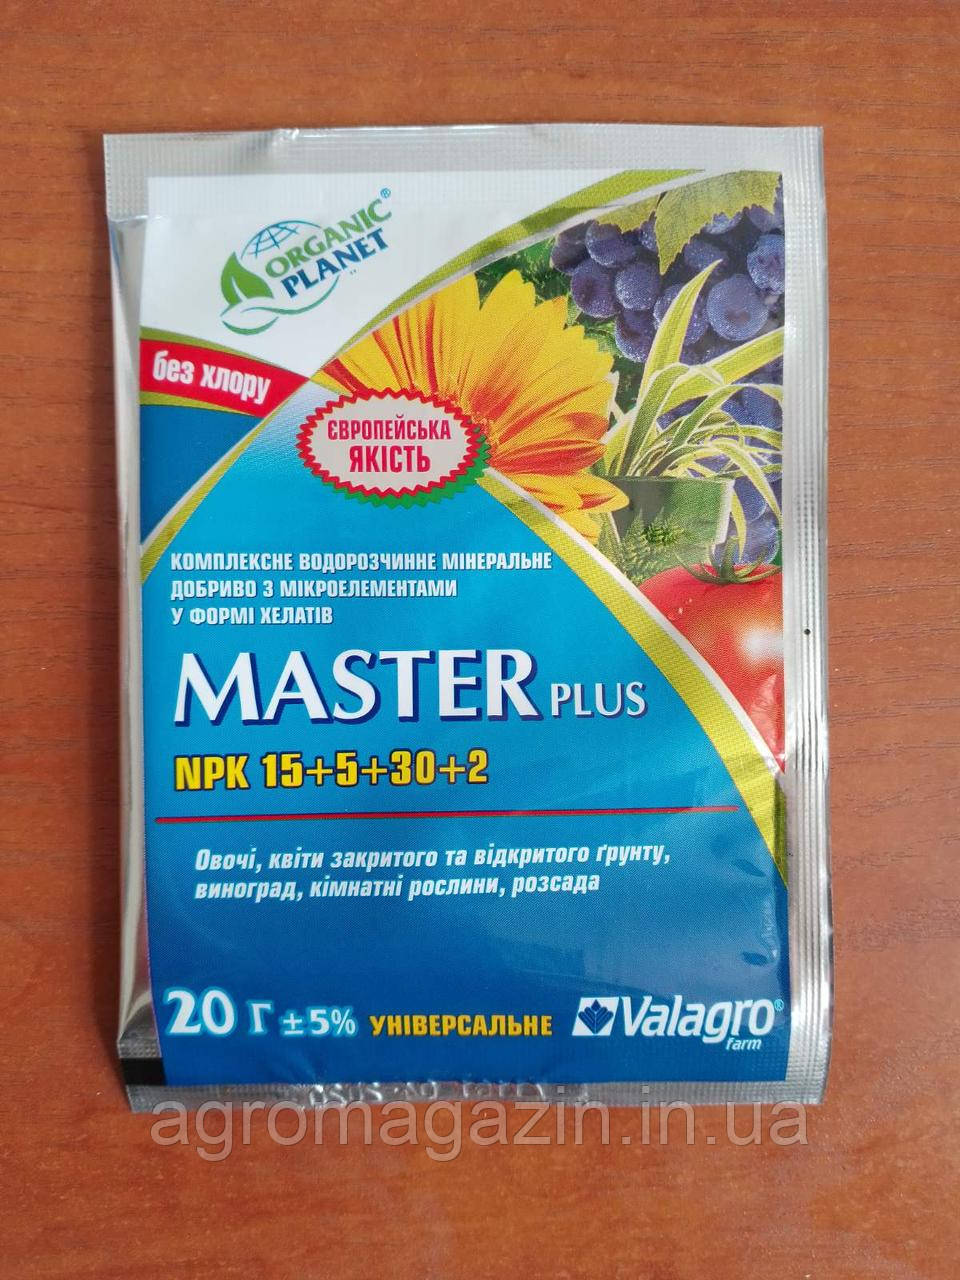 ORGANIC®
PLANET
без хлору
ЄВРОПЕЙСЬКА
ЯКІСТЬ
КОМПЛЕКСНЕ ВОДОРОЗЧИННЕ МІНЕРАЛЬНЕ
ДОБРИВО З МІКРОЕЛЕМЕНТАМИ
У ФОРМІ ХЕЛАТІВ
MASTER PLUS
NPK 15+5+30+2
Овочі, квіти закритого та відкритого ґрунту,
виноград, кімнатні рослини, розсада
20 Г ±5% УНІВЕРСАЛЬНЕ Valagro®
farm
agromagazin.in.ua